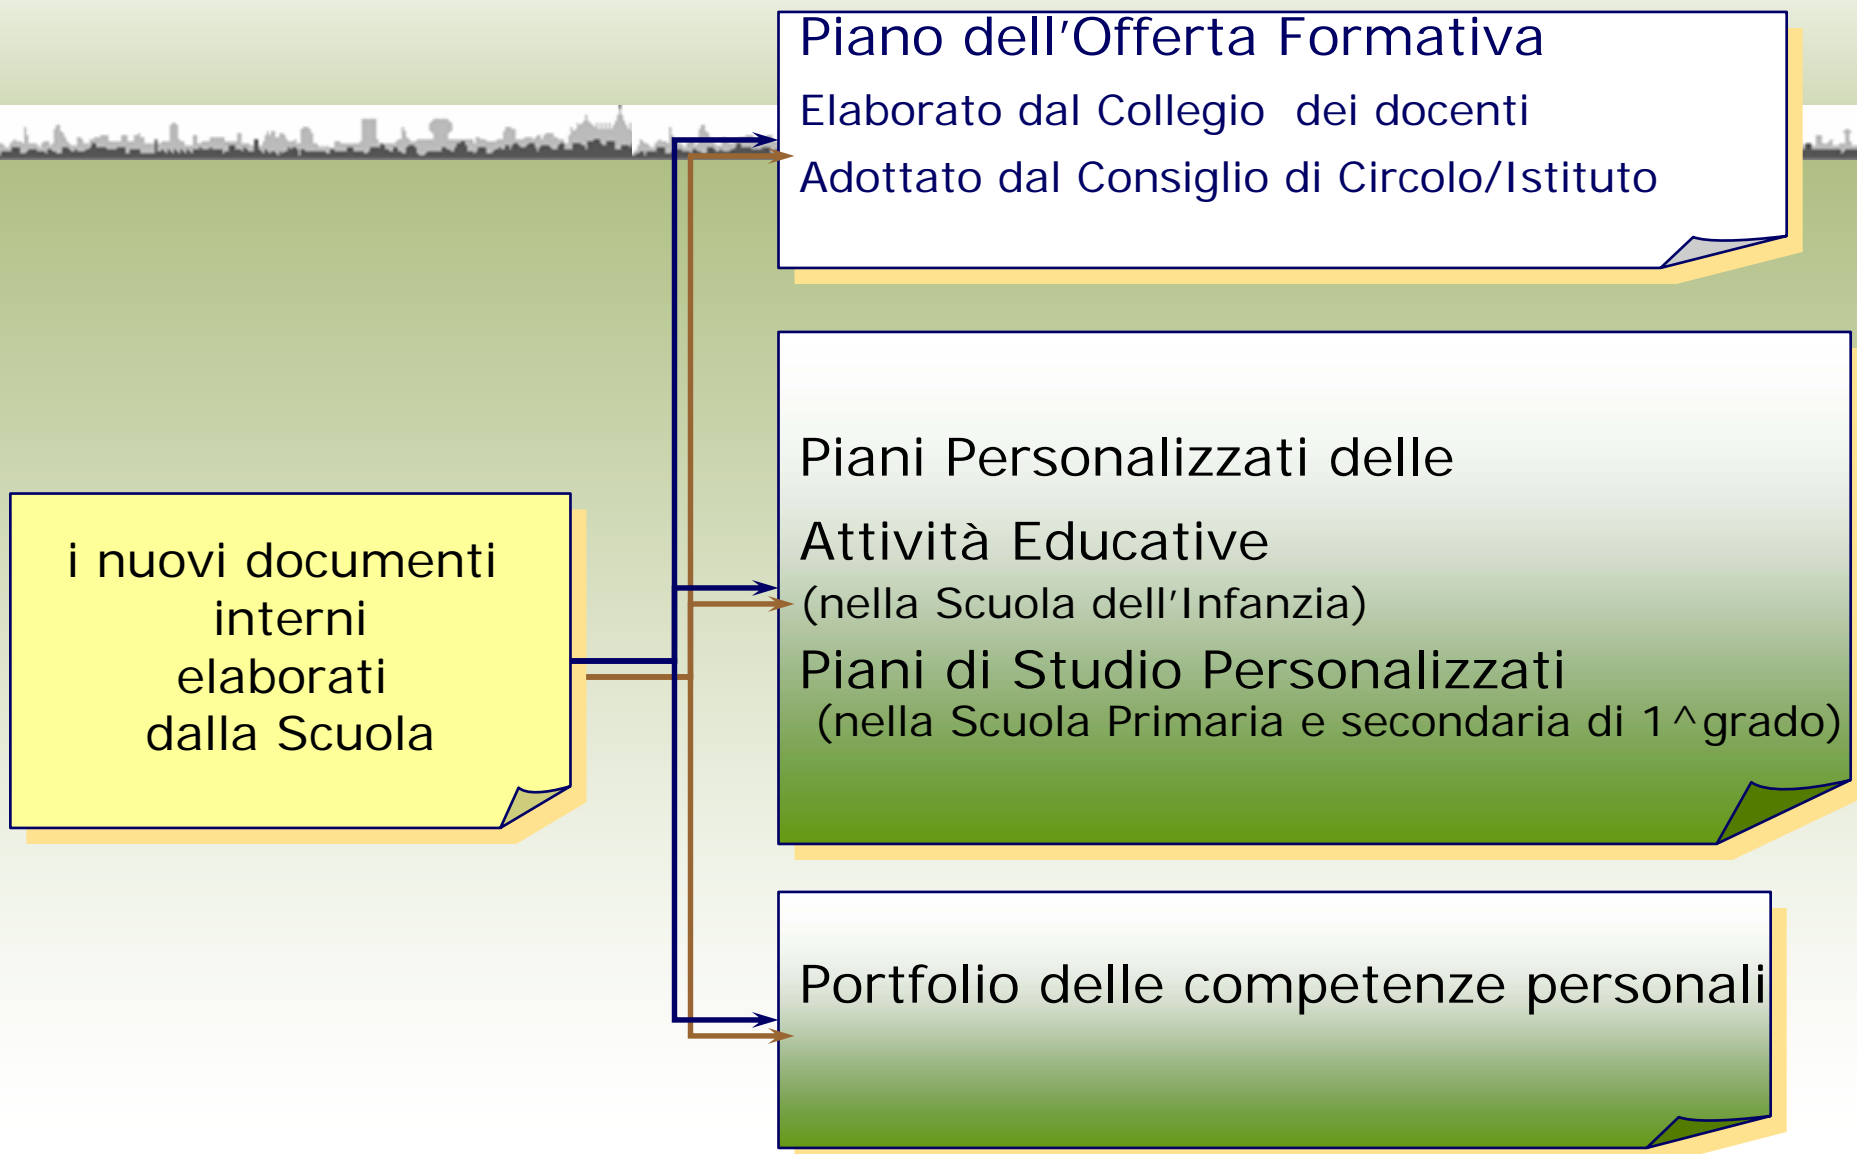 Piano dell'Offerta Formativa
Elaborato dal Collegio dei docenti
Adottato dal Consiglio di Circolo/Istituto
i nuovi documenti
interni
elaborati
dalla Scuola
Piani Personalizzati delle
Attività Educative
(nella Scuola dell'Infanzia)
Piani di Studio Personalizzati
(nella Scuola Primaria e secondaria di 1^grado)
Portfolio delle competenze personali